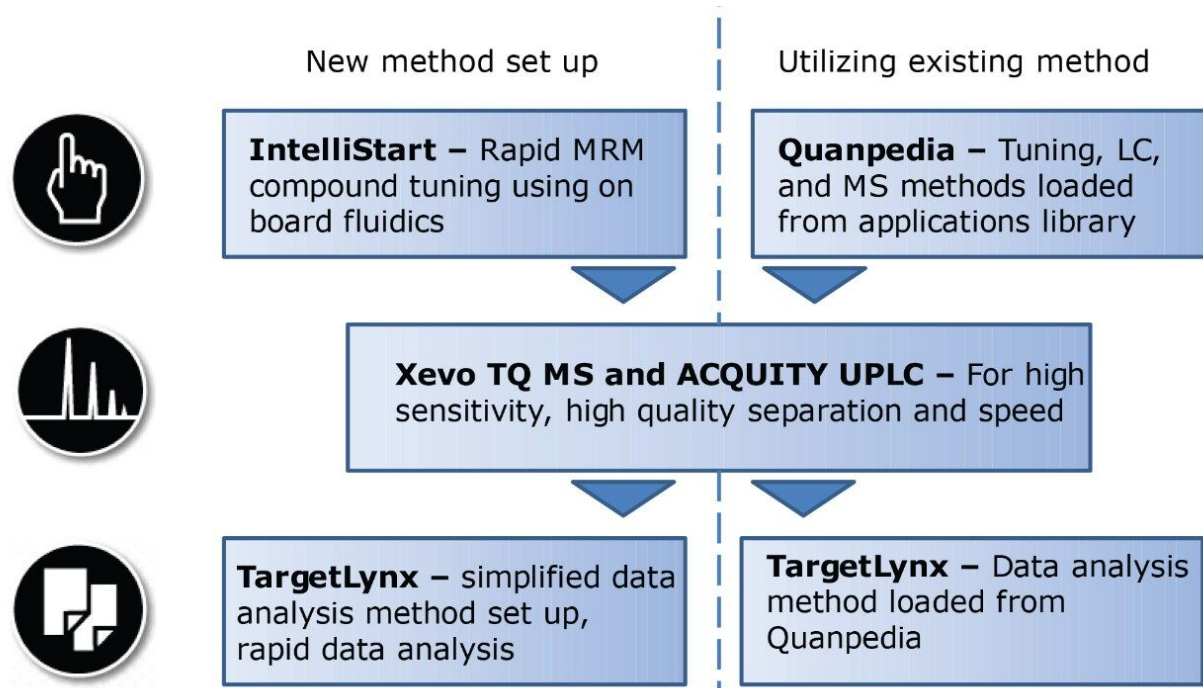 New method set up
Utilizing existing method
IntelliStart – Rapid MRM
compound tuning using on
board fluidics
Quanpedia – Tuning, LC,
and MS methods loaded
from applications library
Xevo TQ MS and ACQUITY UPLC – For high
sensitivity, high quality separation and speed
TargetLynx – simplified data
analysis method set up,
rapid data analysis
TargetLynx – Data analysis
method loaded from
Quanpedia